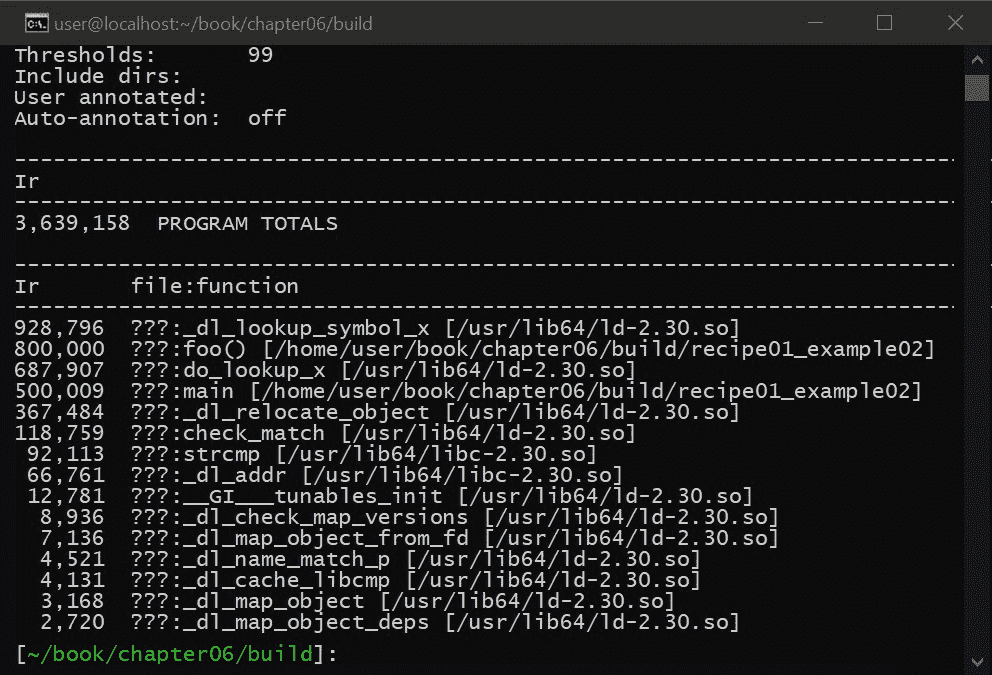 user@localhost:~/book/chapter06/build
Thresholds:       99
Include dirs:
User annotated:
Auto-annotation:  off
--------------------------------------------------------------------------------
Ir
--------------------------------------------------------------------------------
3,639,158  PROGRAM TOTALS
--------------------------------------------------------------------------------
Ir       file:function
--------------------------------------------------------------------------------
928,796  ???:_dl_lookup_symbol_x [/usr/lib64/ld-2.30.so]
800,000  ???:foo() [/home/user/book/chapter06/build/recipe01_example02]
687,907  ???:do_lookup_x [/usr/lib64/ld-2.30.so]
500,009  ???:main [/home/user/book/chapter06/build/recipe01_example02]
367,484  ???:_dl_relocate_object [/usr/lib64/ld-2.30.so]
118,759  ???:check_match [/usr/lib64/ld-2.30.so]
 92,113  ???:strcmp [/usr/lib64/libc-2.30.so]
 66,761  ???:_dl_addr [/usr/lib64/libc-2.30.so]
 12,781  ???:__GI___tunables_init [/usr/lib64/ld-2.30.so]
  8,936  ???:_dl_check_map_versions [/usr/lib64/ld-2.30.so]
  7,136  ???:_dl_map_object_from_fd [/usr/lib64/ld-2.30.so]
  4,521  ???:_dl_name_match_p [/usr/lib64/ld-2.30.so]
  4,131  ???:_dl_cache_libcmp [/usr/lib64/ld-2.30.so]
  3,168  ???:_dl_map_object [/usr/lib64/ld-2.30.so]
  2,720  ???:_dl_map_object_deps [/usr/lib64/ld-2.30.so]
[~/book/chapter06/build]: